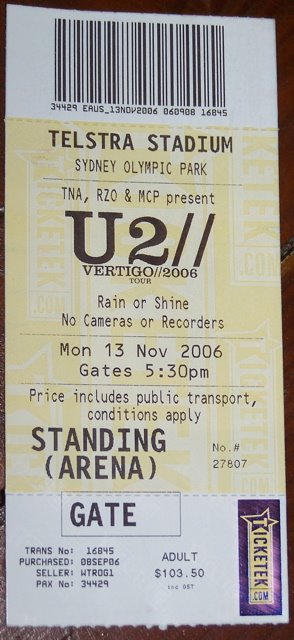 34429 EAUS_13NOV2006 060908 16845
TELSTRA STADIUM
SYDNEY OLYMPIC PARK
TNA, RZO & MCP present
U2//
VERTIGO//2006
TOUR
Rain or Shine
No Cameras or Recorders
Mon 13 Nov 2006
Gates 5:30pm
Price includes public transport,
conditions apply
STANDING
(ARENA)
No.#
27807
GATE
TRANS No: 16845
PURCHASED: 08SEP06
SELLER: WTROG1
PAX No: 34429
ADULT
$103.50
inc GST
TICKETEK
.COM